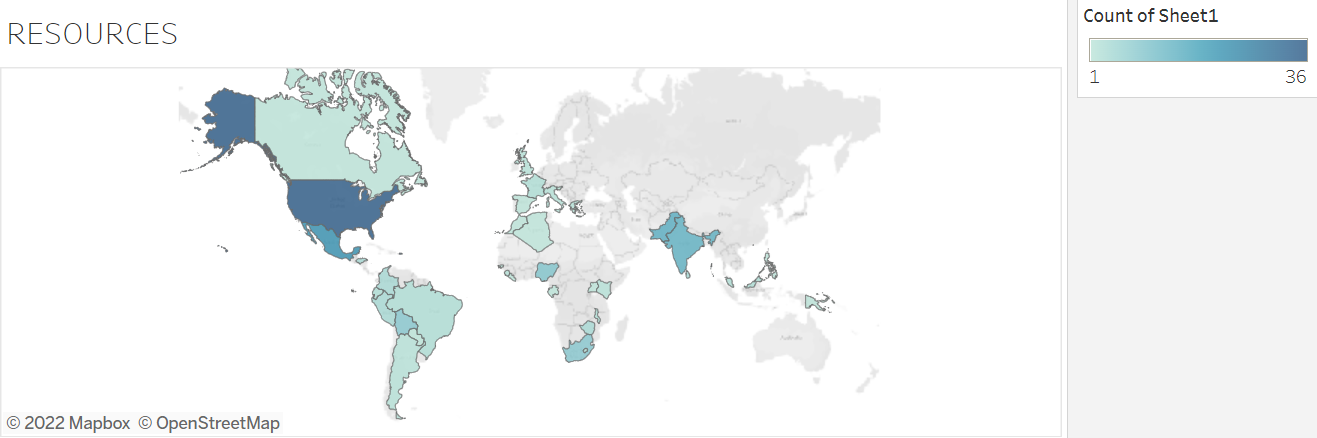 RESOURCES
Count of Sheet1
1 36
© 2022 Mapbox © OpenStreetMap